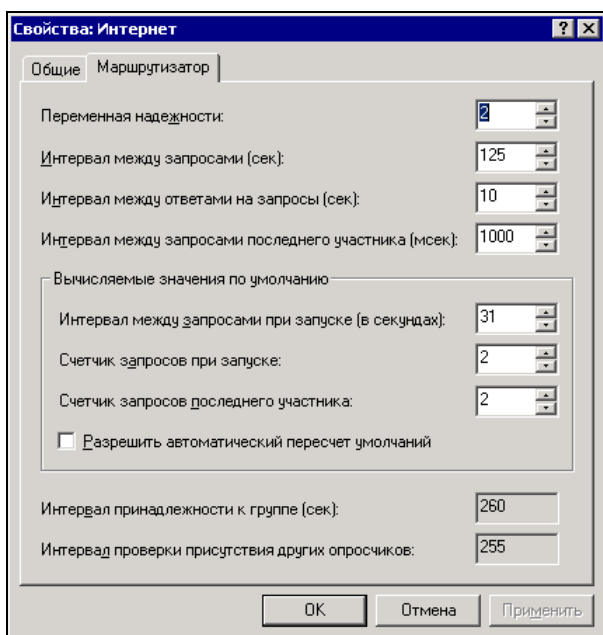 Свойства: Интернет
Общие Маршрутизатор
Переменная надежности: 2
Интервал между запросами (сек): 125
Интервал между ответами на запросы (сек): 10
Интервал между запросами последнего участника (мсек): 1000
Вычисляемые значения по умолчанию
Интервал между запросами при запуске (в секундах): 31
Счетчик запросов при запуске: 2
Счетчик запросов последнего участника: 2
Разрешить автоматический пересчет умолчаний
Интервал принадлежности к группе (сек): 260
Интервал проверки присутствия других опросчиков: 255
OK Отмена Применить